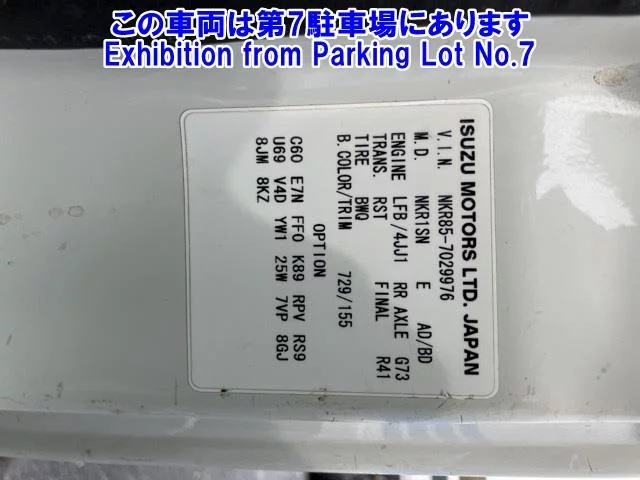 この車両は第7駐車場にあります
Exhibition from Parking Lot No.7
ISUZU MOTORS LTD. JAPAN
V.I.N. NKR85-7029976
M.D. NKR1SN E AD/BD
ENGINE LFB/4JJ1 RR AXLE G73
TRANS. RST FINAL R41
TIRE BWQ
B.COLOR/TRIM 729/155
OPTION
C60 E7N FF0 K89 RPV RS9
U69 V4D YW1 25W 7VP 8GJ
8JM 8KZ